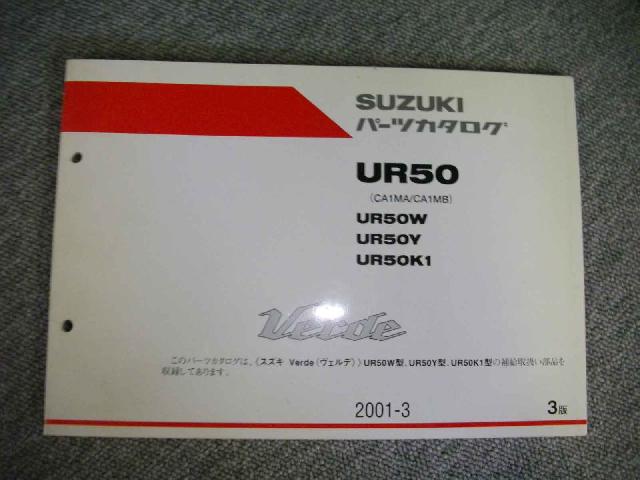 SUZUKI
パーツカタログ
UR50
(CA1MA/CA1MB)
UR50W
UR50Y
UR50K1
Verde
このパーツカタログは、《スズキ Verde(ヴェルデ)》UR50W型、UR50Y型、UR50K1型の補給取扱い部品を
収録してあります。
2001-3
3版